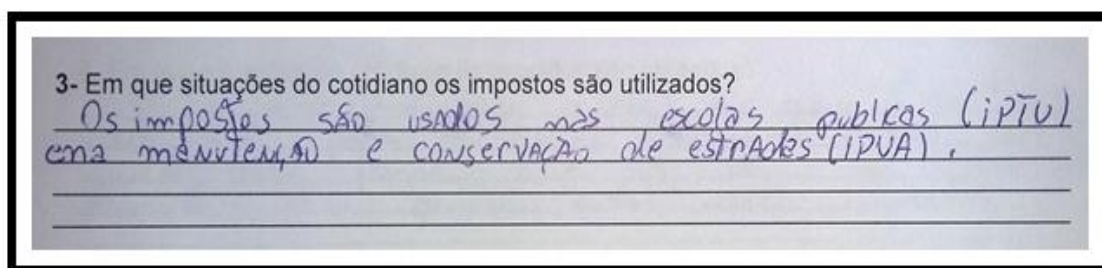 3- Em que situações do cotidiano os impostos são utilizados?
Os impostos são usados nas escolas publicas (iPTU)
e na manutenção e conservação de estradas (IPVA).